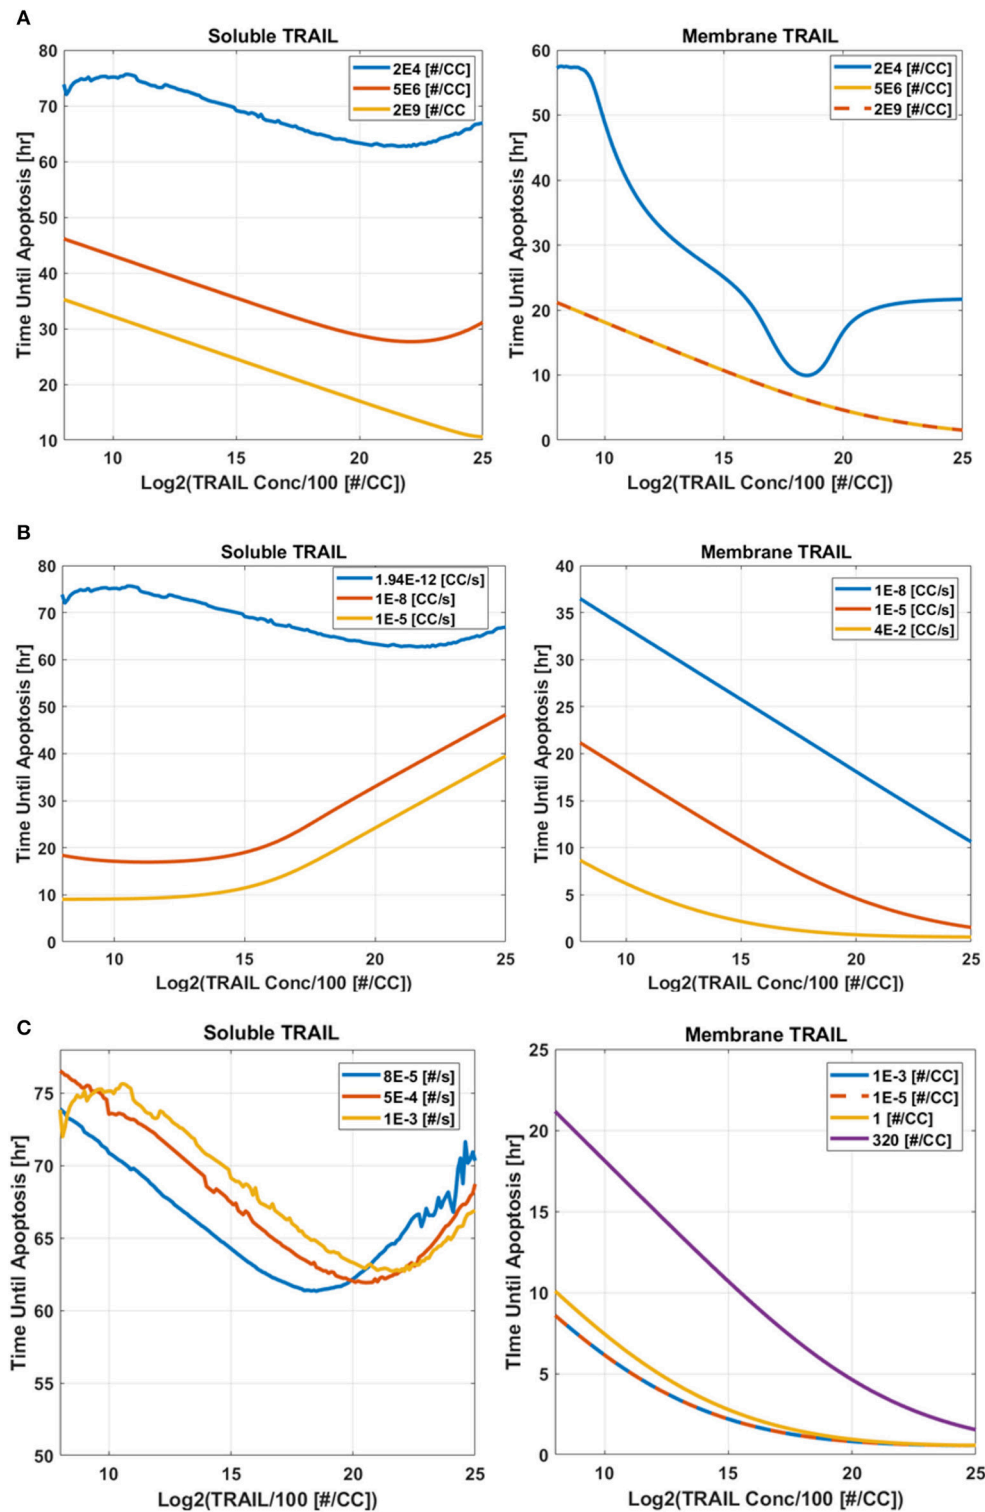 A
Soluble TRAIL
80
70
60
50
40
30
20
10
10
15
20
25
Time Until Apoptosis [hr]
Log2(TRAIL Conc/100 [#/CC])
2E4 [#/CC]
5E6 [#/CC]
2E9 [#/CC
Membrane TRAIL
60
50
40
30
20
10
0
10
15
20
25
Time Until Apoptosis [hr]
Log2(TRAIL Conc/100 [#/CC])
2E4 [#/CC]
5E6 [#/CC]
2E9 [#/CC]
B
Soluble TRAIL
80
70
60
50
40
30
20
10
0
10
15
20
25
Time Until Apoptosis [hr]
Log2(TRAIL Conc/100 [#/CC])
1.94E-12 [CC/s]
1E-8 [CC/s]
1E-5 [CC/s]
Membrane TRAIL
40
35
30
25
20
15
10
5
0
10
15
20
25
Time Until Apoptosis [hr]
Log2(TRAIL Conc/100 [#/CC])
1E-8 [CC/s]
1E-5 [CC/s]
4E-2 [CC/s]
C
Soluble TRAIL
75
70
65
60
55
50
10
15
20
25
Time Until Apoptosis [hr]
Log2(TRAIL/100 [#/CC])
8E-5 [#/s]
5E-4 [#/s]
1E-3 [#/s]
Membrane TRAIL
25
20
15
10
5
0
10
15
20
25
TIme Until Apoptosis [hr]
Log2(TRAIL Conc/100 [#/CC])
1E-3 [#/CC]
1E-5 [#/CC]
1 [#/CC]
320 [#/CC]